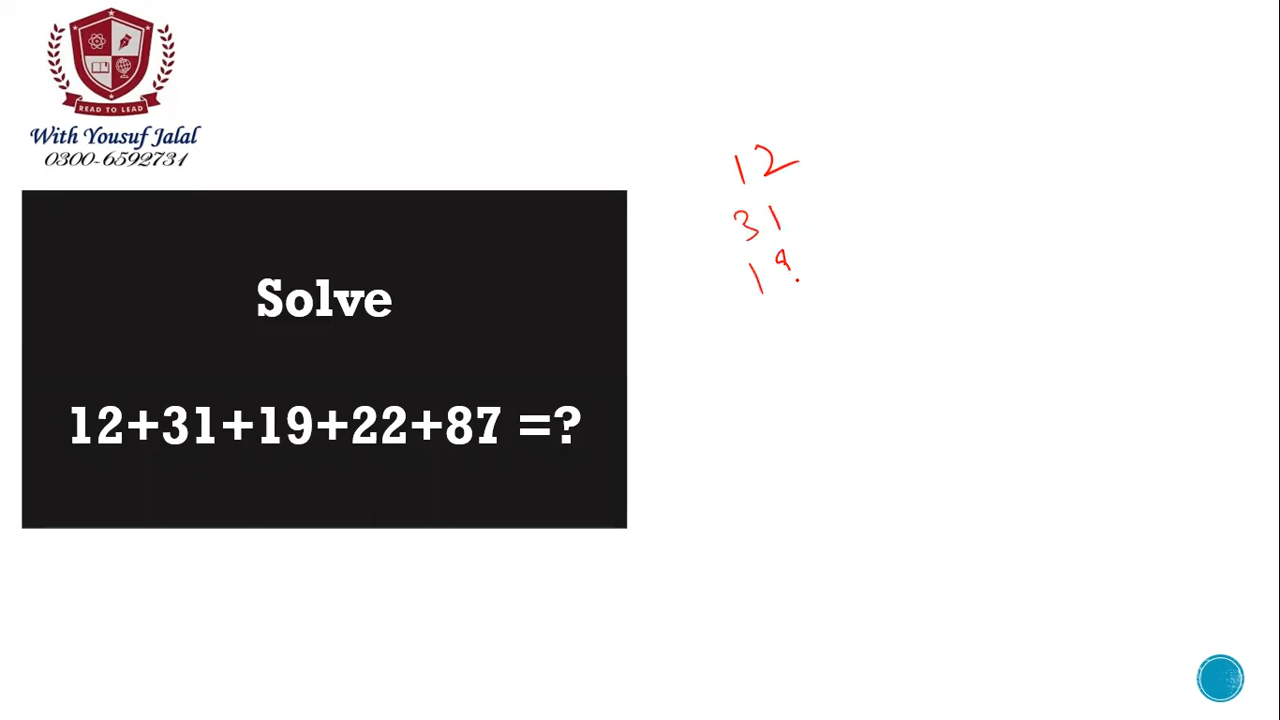 READ TO LEAD
With Yousuf Jalal
0300-6592731
Solve
12+31+19+22+87 =?
12
31
19